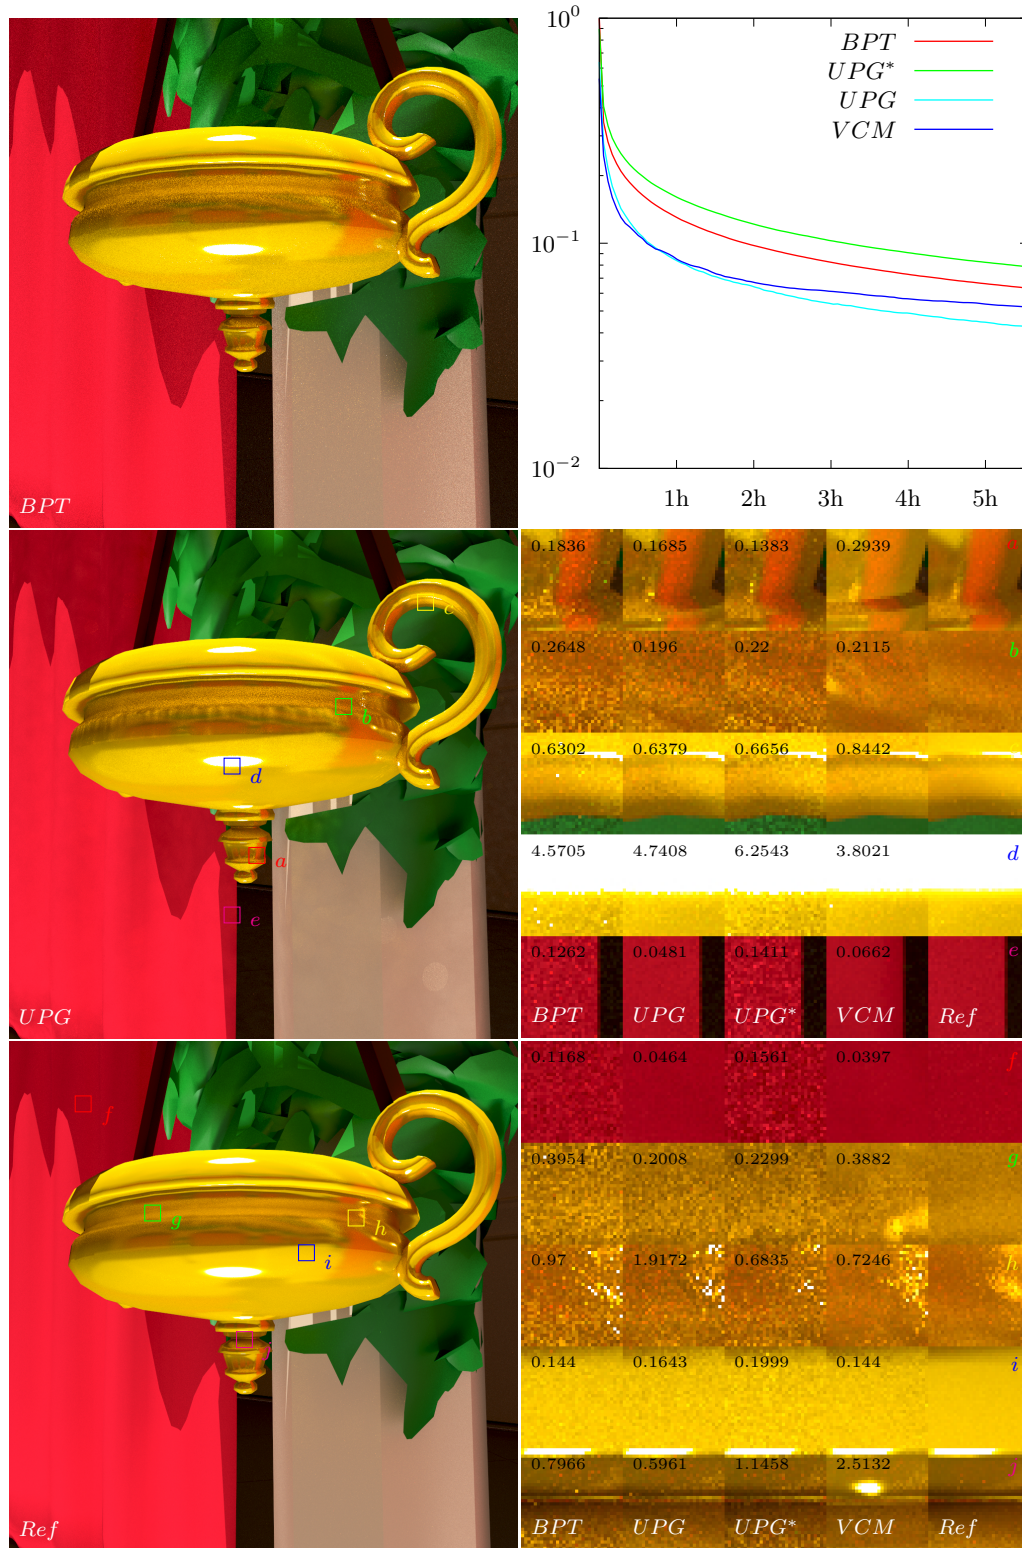 BPT
10^0
10^-1
10^-2
BPT
UPG*
UPG
VCM
1h 2h 3h 4h 5h
UPG
c
b
d
a
e
0.1836 0.1685 0.1383 0.2939 a
0.2648 0.196 0.22 0.2115 b
0.6302 0.6379 0.6656 0.8442
4.5705 4.7408 6.2543 3.8021 d
0.1262 0.0481 0.1411 0.0662 e
BPT UPG UPG* VCM Ref
Ref
f
g
h
i
j
0.1168 0.0464 0.1561 0.0397 f
0.3954 0.2008 0.2299 0.3882 g
0.97 1.9172 0.6835 0.7246 h
0.144 0.1643 0.1999 0.144 i
0.7966 0.5961 1.1458 2.5132 j
BPT UPG UPG* VCM Ref